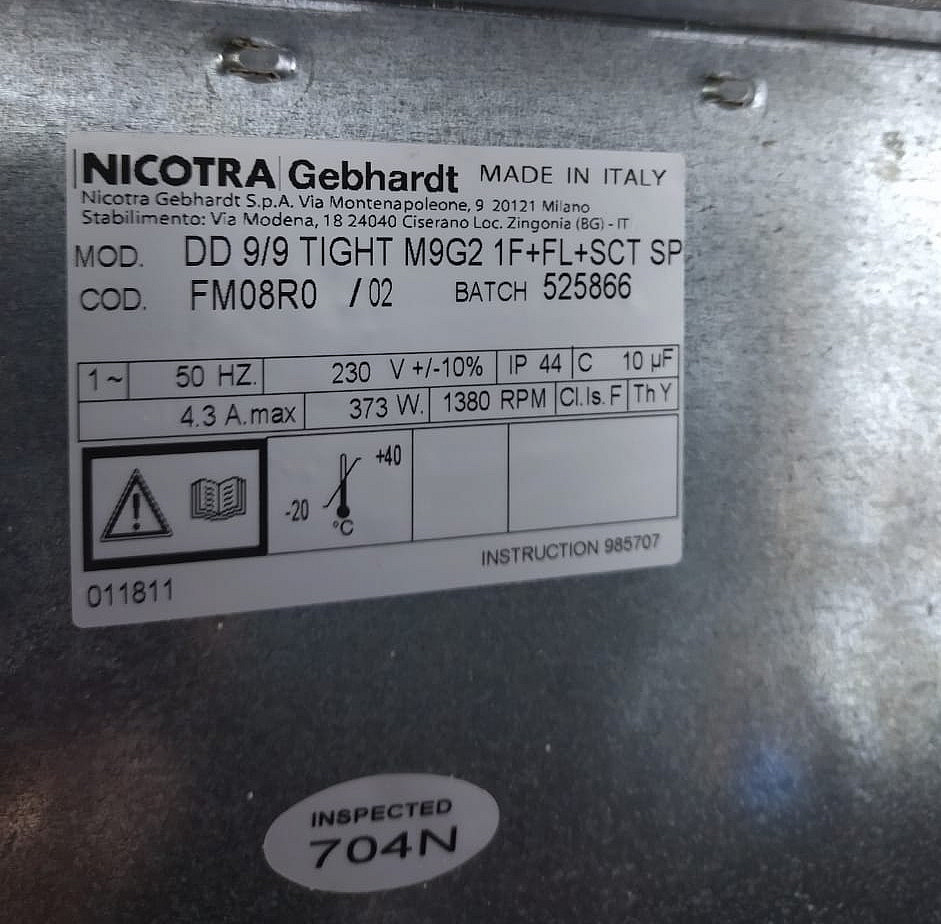 NICOTRA Gebhardt MADE IN ITALY
Nicotra Gebhardt S.p.A. Via Montenapoleone, 9 20121 Milano
Stabilimento: Via Modena, 18 24040 Ciserano Loc. Zingonia (BG) - IT
MOD. DD 9/9 TIGHT M9G2 1F+FL+SCT SP
COD. FM08R0 /02 BATCH 525866
1~ 50 HZ. 230 V +/-10% IP 44 C 10 µF
4.3 A.max 373 W. 1380 RPM Cl.Is. F Th Y
-20 +40
°C
INSTRUCTION 985707
011811
INSPECTED
704N